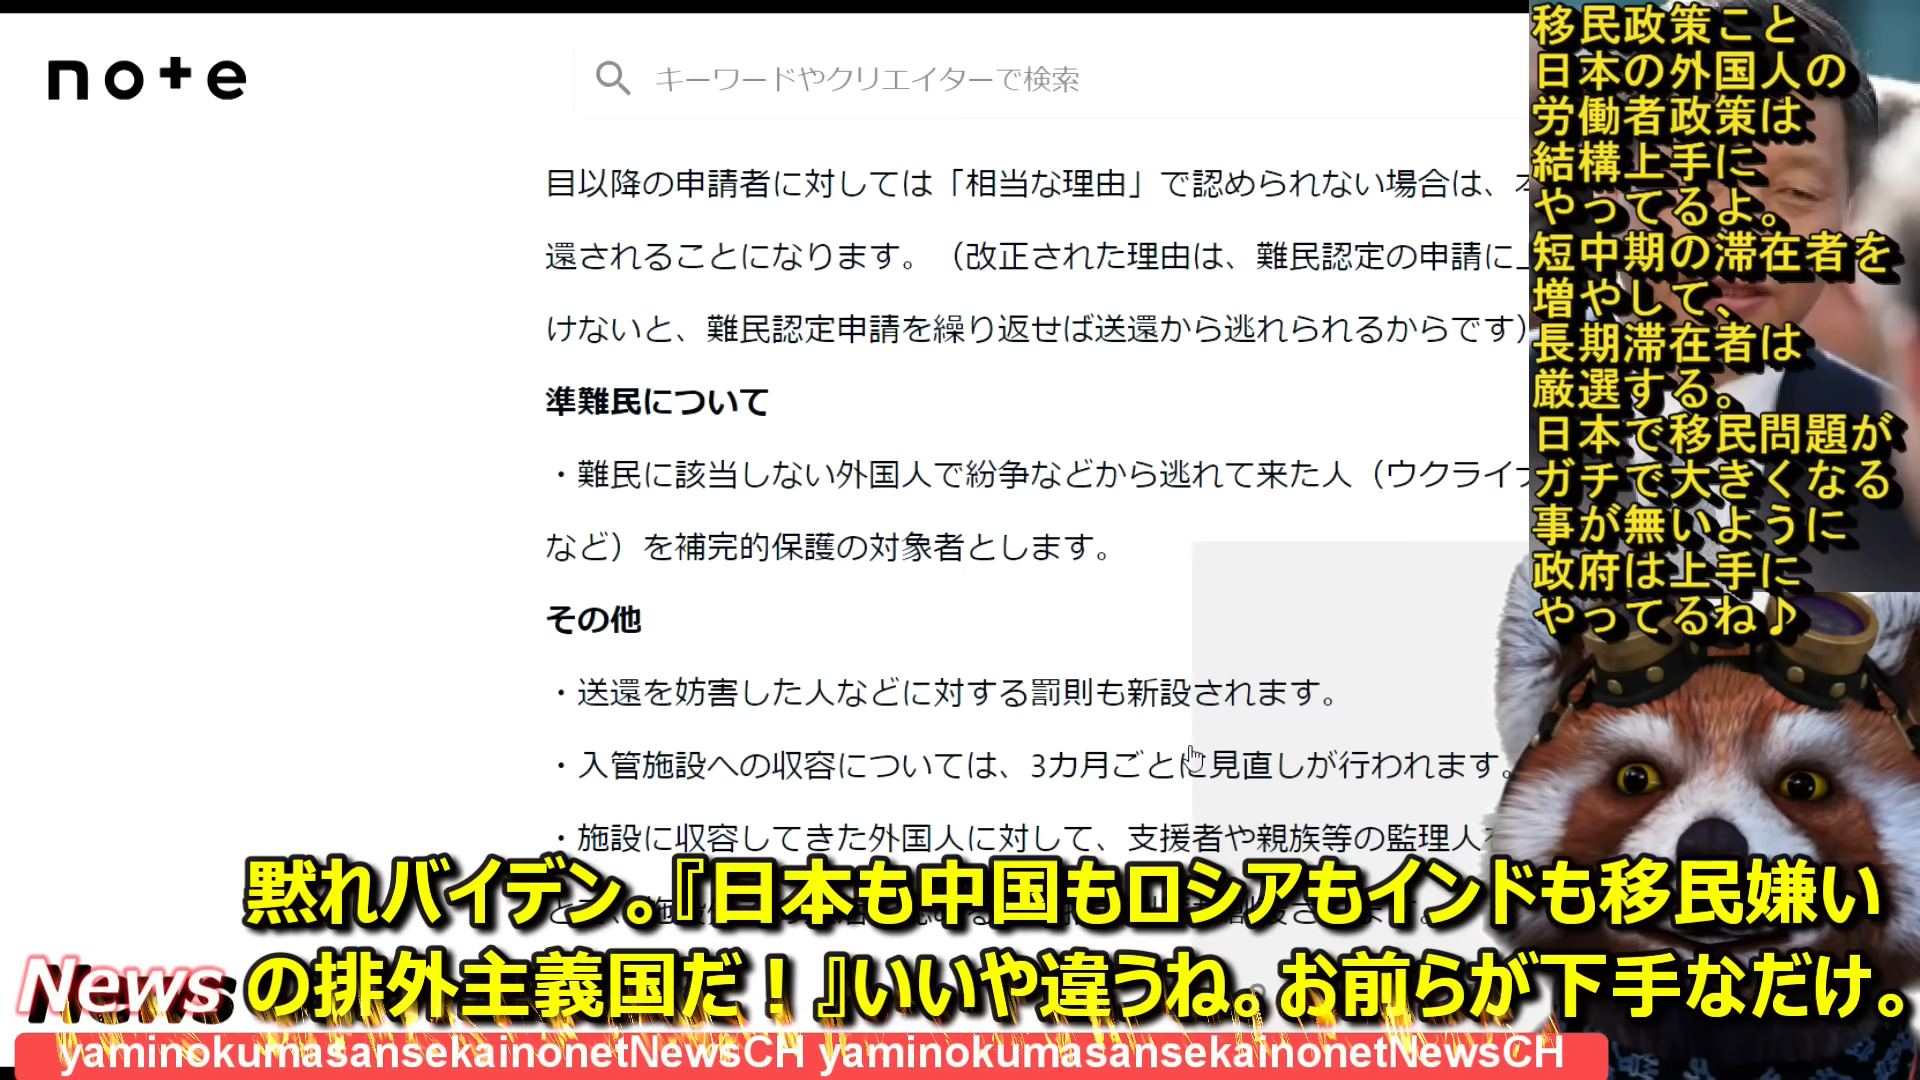 note
キーワードやクリエイターで検索
目以降の申請者に対しては「相当な理由」で認められない場合は、
還されることになります。（改正された理由は、難民認定の申請に
けないと、難民認定申請を繰り返せば送還から逃れられるからです）
準難民について
・難民に該当しない外国人で紛争などから逃れて来た人（ウクライ
など）を補完的保護の対象者とします。
その他
・送還を妨害した人などに対する罰則も新設されます。
・入管施設への収容については、3カ月ごとに見直しが行われます。
・施設に収容してきた外国人に対して、支援者や親族等の監理人
移民政策こと
日本の外国人の
労働者政策は
結構上手に
やってるよ。
短中期の滞在者を
増やして、
長期滞在者は
厳選する。
日本で移民問題が
ガチで大きくなる
事が無いように
政府は上手に
やってるね♪
黙れバイデン。『日本も中国もロシアもインドも移民嫌い
の排外主義国だ！』いいや違うね。お前らが下手なだけ。
News
yaminokumasansekainonetNewsCH yaminokumasansekainonetNewsCH